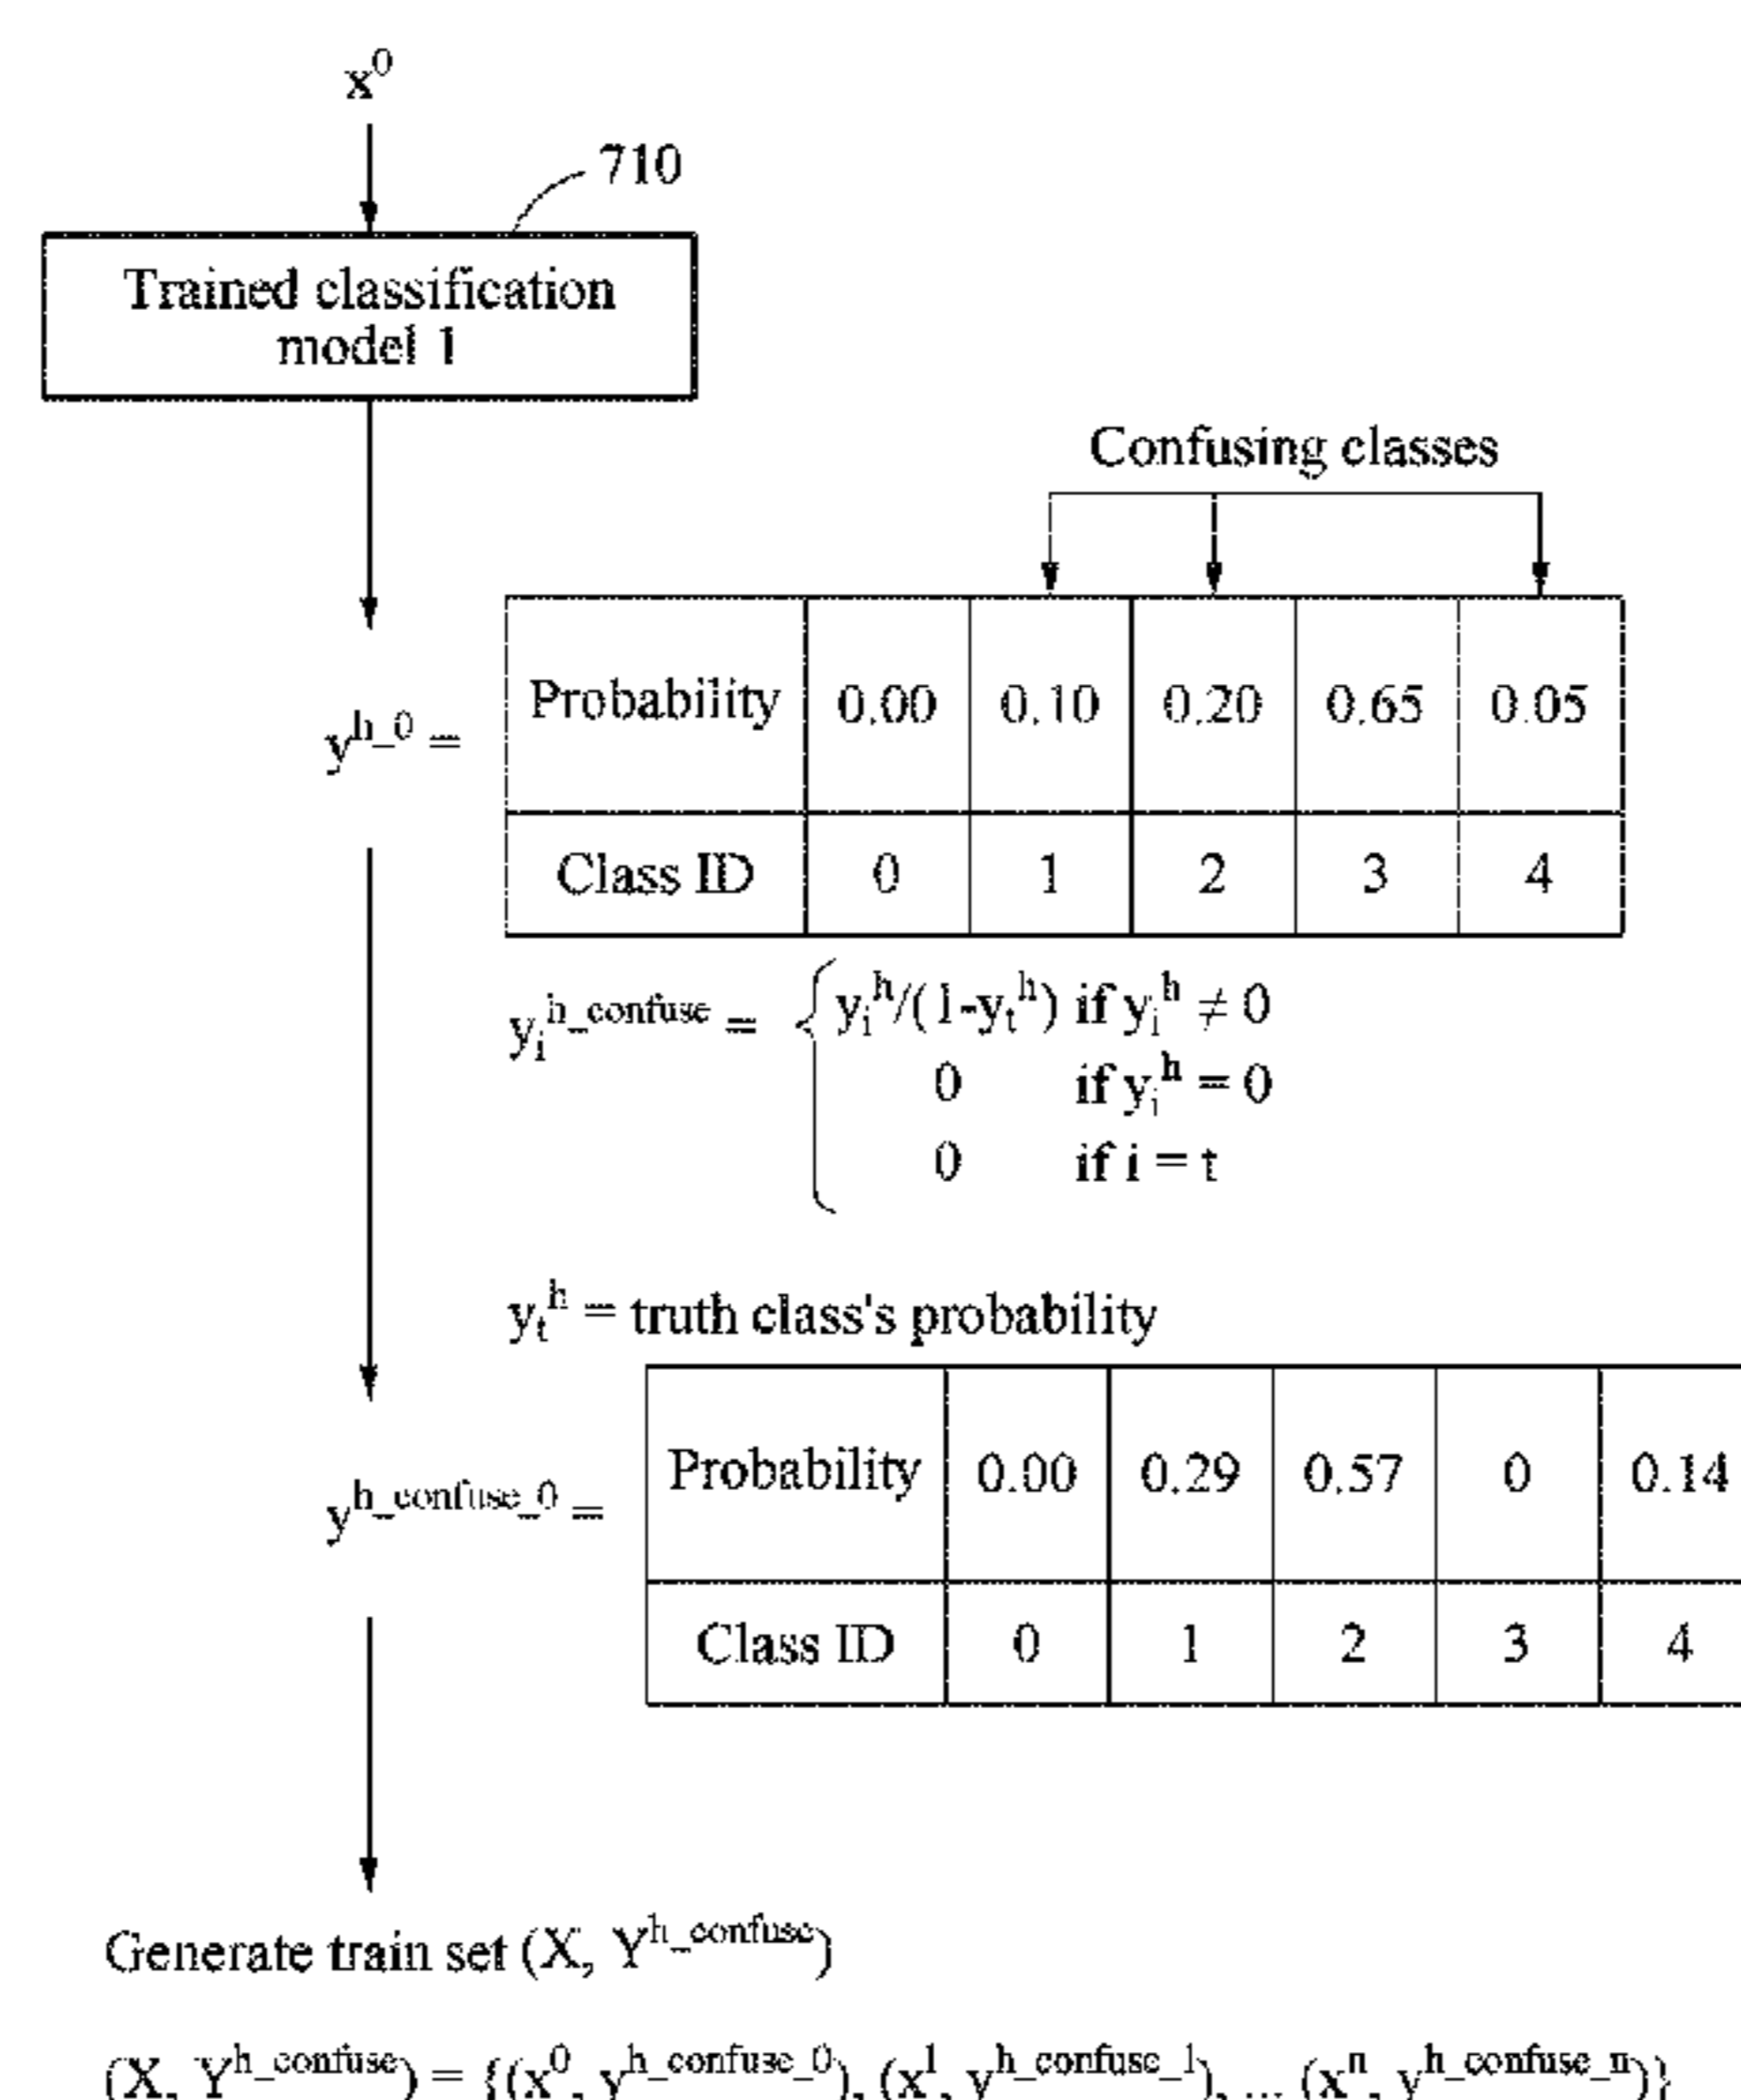 x⁰
710
Trained classification
model 1
Confusing classes
Probability 0.00 0.10 0.20 0.65 0.05
y^h_0 =
Class ID 0 1 2 3 4
y_i^h_confuse = { y_i^h/(1-y_t^h) if y_i^h ≠ 0
0 if y_i^h = 0
0 if i = t
y_t^h = truth class's probability
Probability 0.00 0.29 0.57 0 0.14
y^h_confuse_0 =
Class ID 0 1 2 3 4
Generate train set (X, Y^h_confuse)
(X, Y^h_confuse) = {(x^0, y^h_confuse_0), (x^1, y^h_confuse_1), ... (x^n, y^h_confuse_n)}